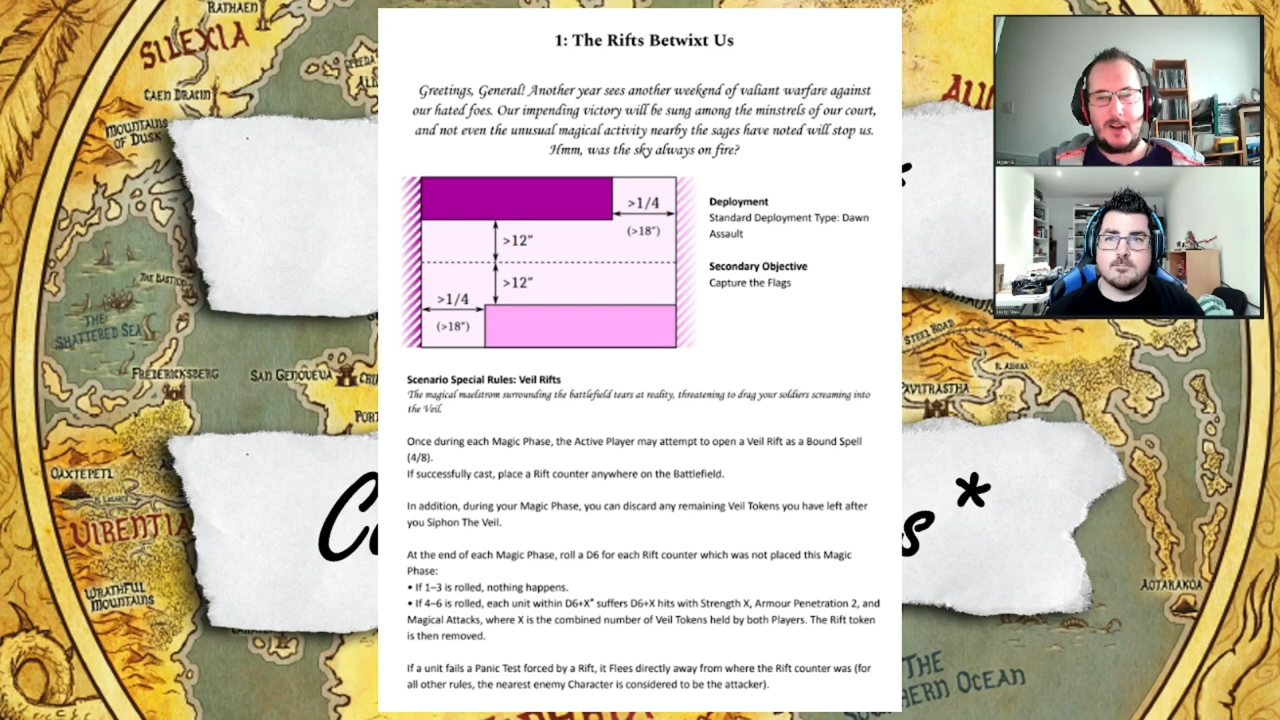 1: The Rifts Betwixt Us
Greetings, General! Another year sees another weekend of valiant warfare against
our hated foes. Our impending victory will be sung among the minstrels of our court,
and not even the unusual magical activity nearby the sages have noted will stop us.
Hmm, was the sky always on fire?
>1/4
(>18")
>12"
>12"
>1/4
(>18")
Deployment
Standard Deployment Type: Dawn
Assault
Secondary Objective
Capture the Flags
Scenario Special Rules: Veil Rifts
The magical maelstrom surrounding the battlefield tears at reality, threatening to drag your soldiers screaming into
the Veil.
Once during each Magic Phase, the Active Player may attempt to open a Veil Rift as a Bound Spell
(4/8).
If successfully cast, place a Rift counter anywhere on the Battlefield.
In addition, during your Magic Phase, you can discard any remaining Veil Tokens you have left after
you Siphon The Veil.
At the end of each Magic Phase, roll a D6 for each Rift counter which was not placed this Magic
Phase:
• If 1–3 is rolled, nothing happens.
• If 4–6 is rolled, each unit within D6+X" suffers D6+X hits with Strength X, Armour Penetration 2, and
Magical Attacks, where X is the combined number of Veil Tokens held by both Players. The Rift token
is then removed.
If a unit fails a Panic Test forced by a Rift, it Flees directly away from where the Rift counter was (for
all other rules, the nearest enemy Character is considered to be the attacker).
RATHAEN
SILEXIA
CAEN DRAEIN
MOUNTAINS
OF DUSK
THE BASTION
THE
SHATTERED SEA
FREDERICKSBERG
SAN GENOVEVA
OAXTEPETL
VIRENTIA
WRATHFUL
MOUNTAINS
STEEL ROAD
PAVITRASTHA
AOTARAKOA
THE
OCEAN
s *